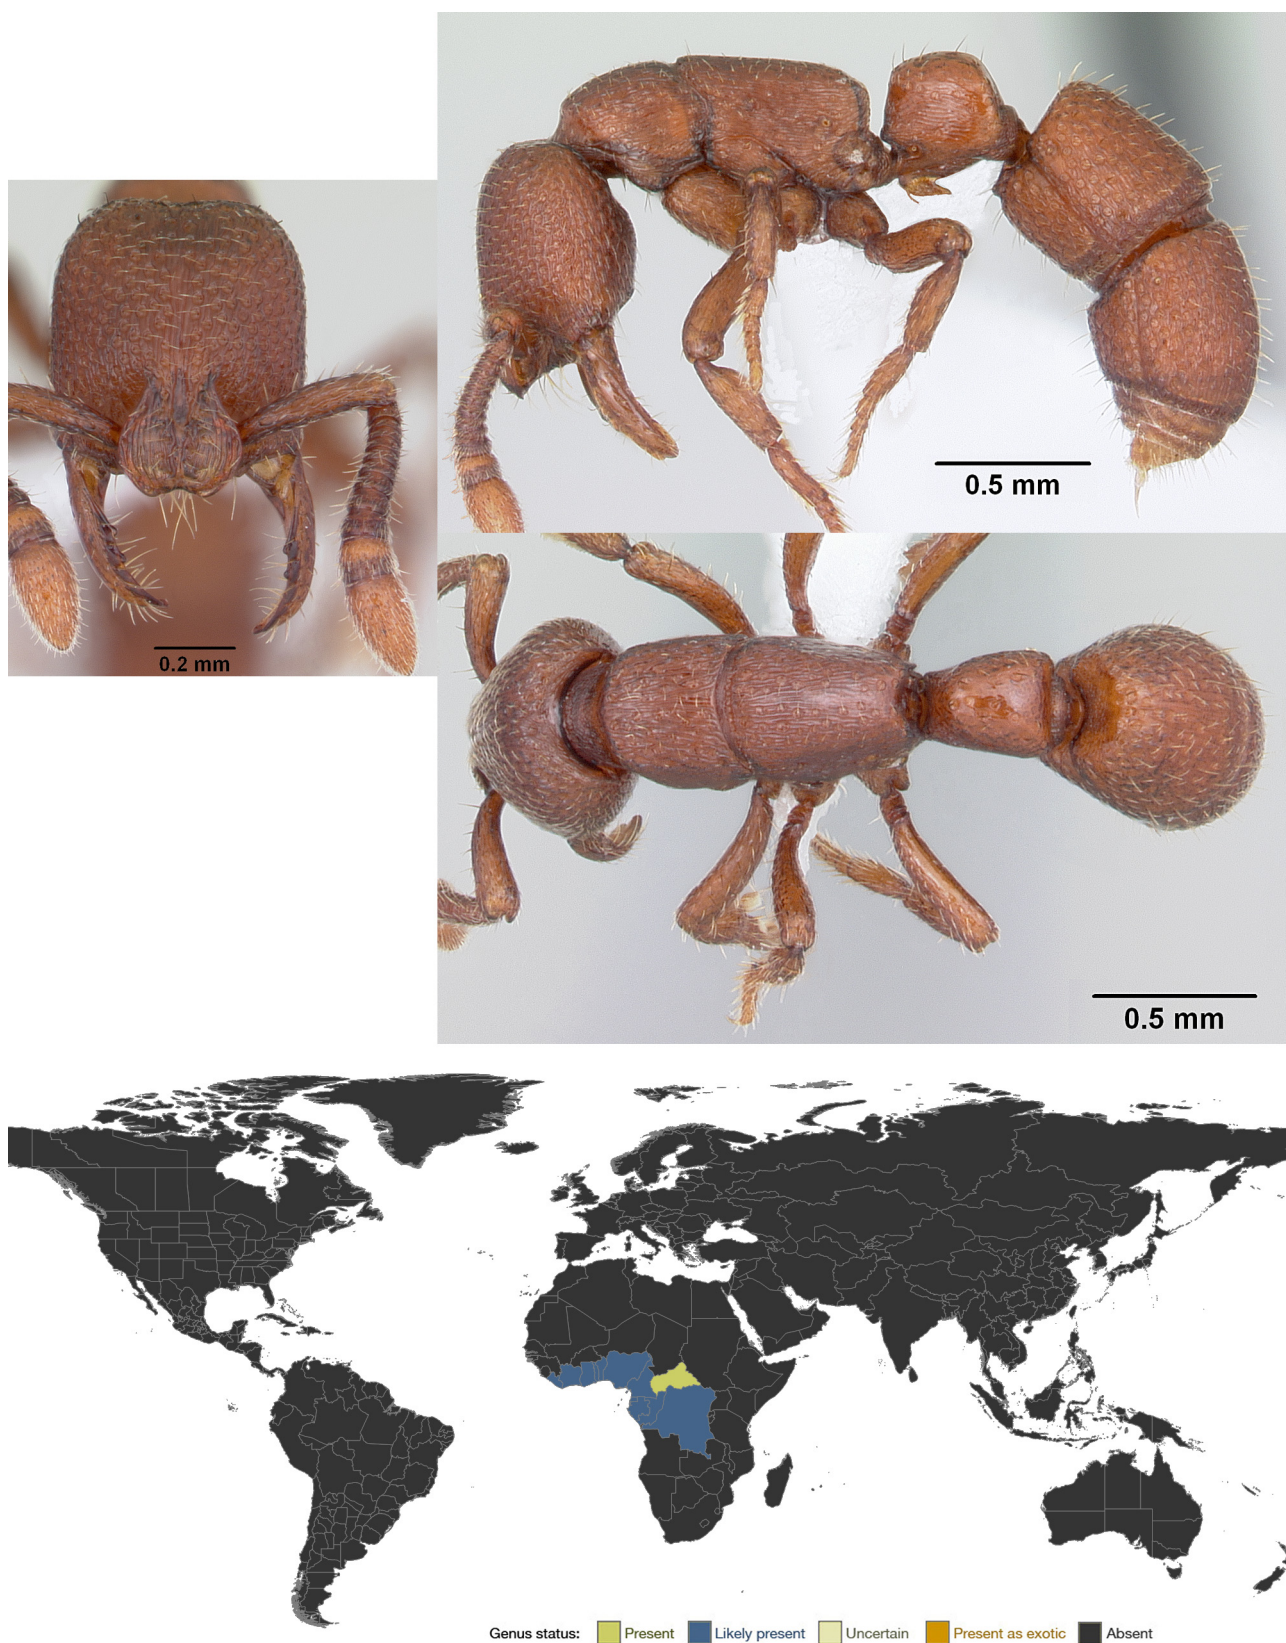 0.5 mm
0.2 mm
0.5 mm
Genus status: Present Likely present Uncertain Present as exotic Absent